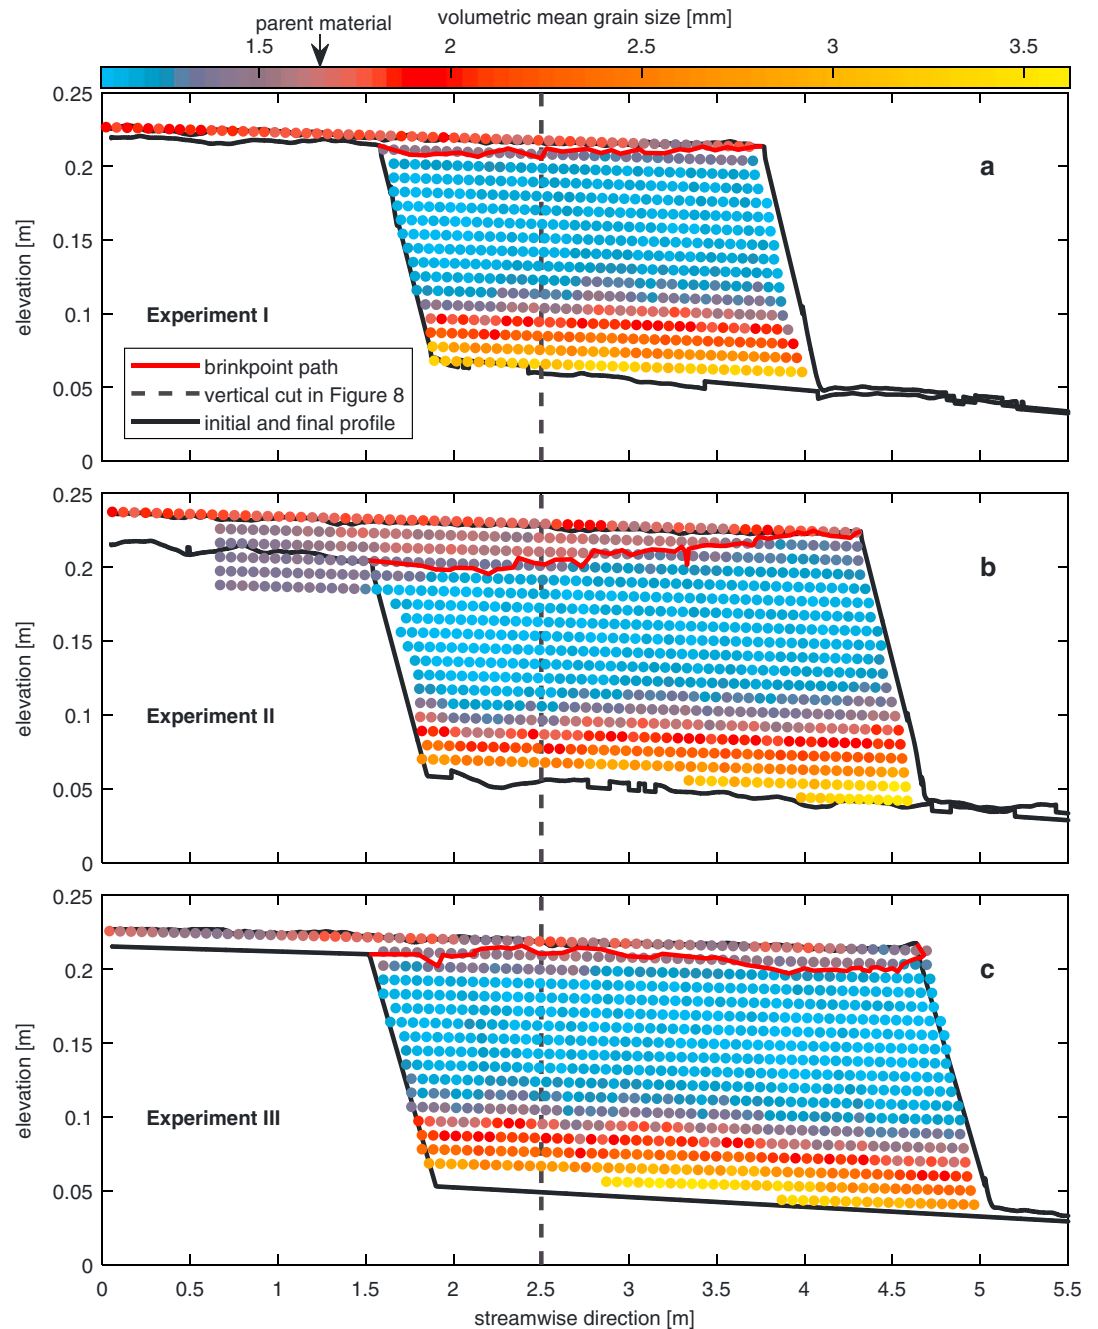 volumetric mean grain size [mm]
parent material
1.5 2 2.5 3 3.5
0.25
0.2
0.15
0.1
0.05
0
elevation [m]
a
Experiment I
brinkpoint path
vertical cut in Figure 8
initial and final profile
0.25
0.2
0.15
0.1
0.05
0
elevation [m]
b
Experiment II
0.25
0.2
0.15
0.1
0.05
0
elevation [m]
c
Experiment III
0 0.5 1 1.5 2 2.5 3 3.5 4 4.5 5 5.5
streamwise direction [m]